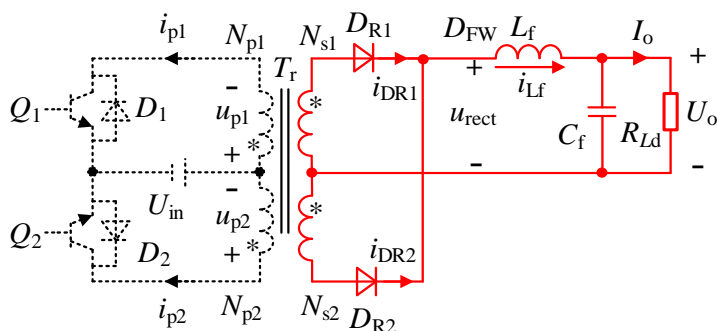 i_p1 N_p1 N_s1 D_R1 D_FW L_f I_o
T_r
- + +
Q_1 D_1 u_p1 * i_DR1 i_Lf
+ * u_rect C_f R_Ld U_o
U_in - * - -
Q_2 D_2 u_p2
+ * i_DR2
i_p2 N_p2 N_s2 D_R2